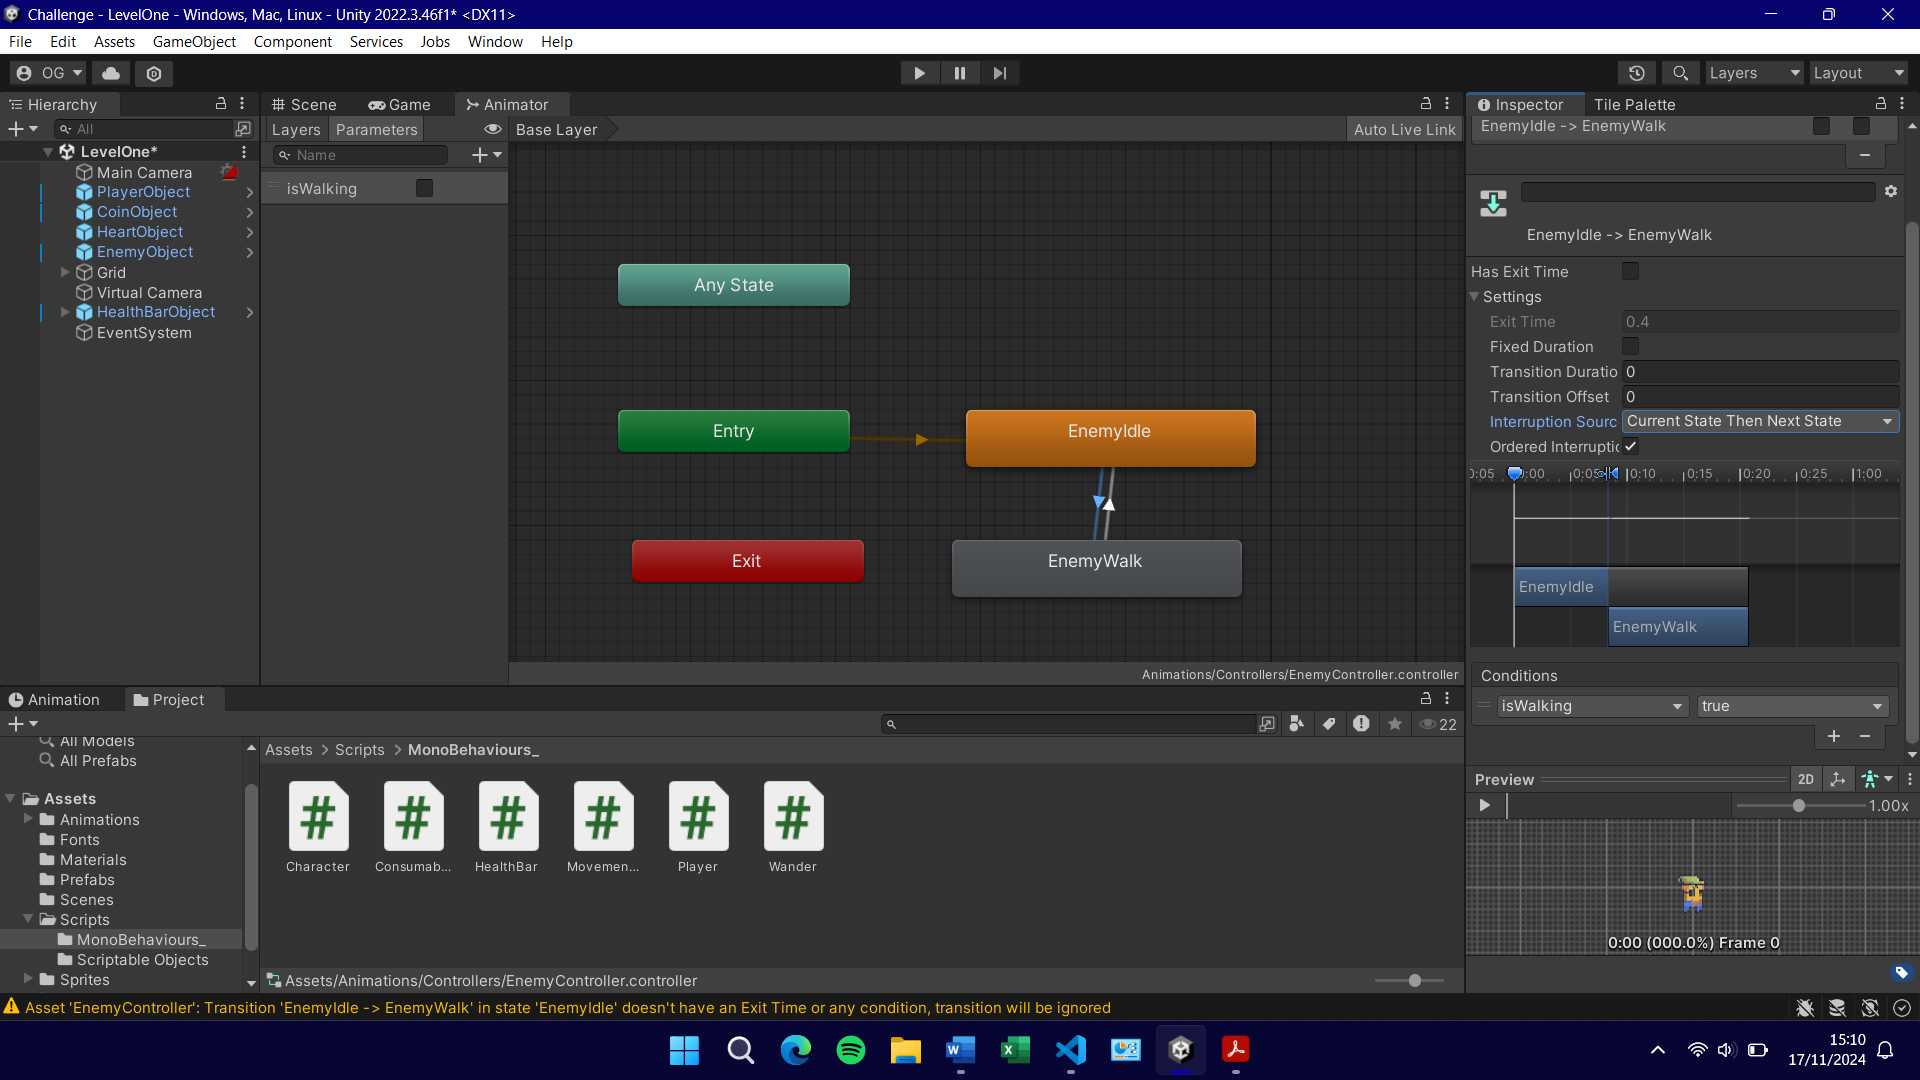 Challenge - LevelOne - Windows, Mac, Linux - Unity 2022.3.46f1* <DX11>
File Edit Assets GameObject Component Services Jobs Window Help
OG Layers Layout
Hierarchy
All
LevelOne*
Main Camera
PlayerObject
CoinObject
HeartObject
EnemyObject
Grid
Virtual Camera
HealthBarObject
EventSystem
Scene Game Animator
Layers Parameters Base Layer Auto Live Link
Name
isWalking
Any State
Entry
EnemyIdle
Exit
EnemyWalk
Animations/Controllers/EnemyController.controller
Inspector Tile Palette
EnemyIdle -> EnemyWalk
EnemyIdle -> EnemyWalk
Has Exit Time
Settings
Exit Time 0.4
Fixed Duration
Transition Duratio 0
Transition Offset 0
Interruption Sourc Current State Then Next State
Ordered Interruptic
0:05 0:00 0:05 0:10 0:15 0:20 0:25 1:00
EnemyIdle
EnemyWalk
Conditions
isWalking true
Preview 2D
1.00x
0:00 (000.0%) Frame 0
Animation Project
22
All Models
All Prefabs
Assets
Animations
Fonts
Materials
Prefabs
Scenes
Scripts
MonoBehaviours_
Scriptable Objects
Sprites
Assets > Scripts > MonoBehaviours_
Character Consumab... HealthBar Movemen... Player Wander
Assets/Animations/Controllers/EnemyController.controller
Asset 'EnemyController': Transition 'EnemyIdle -> EnemyWalk' in state 'EnemyIdle' doesn't have an Exit Time or any condition, transition will be ignored
15:10
17/11/2024